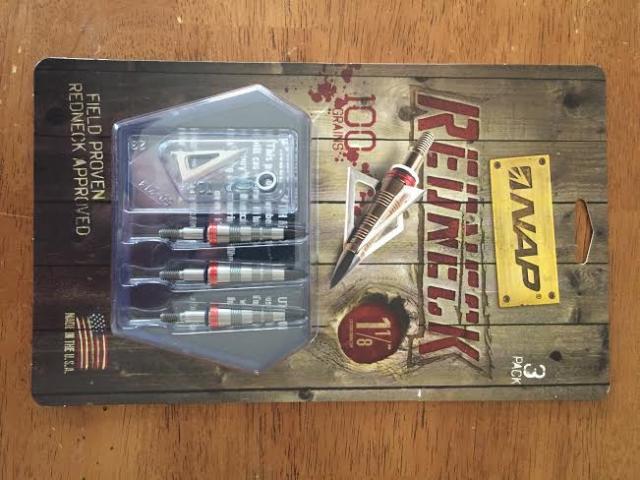 NAP®
3
PACK
REDNECK
100
GRAINS
1 1/8"
FIELD PROVEN
REDNECK APPROVED
MADE IN THE U.S.A.